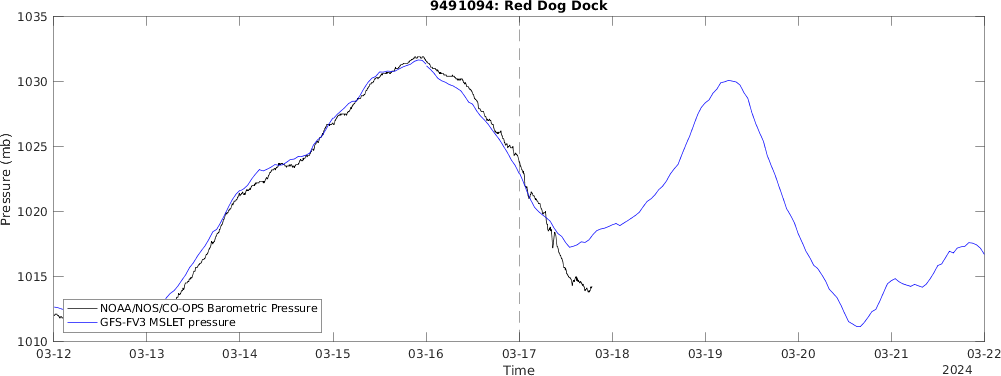 9491094: Red Dog Dock
1035
1030
1025
1020
1015
1010
Pressure (mb)
NOAA/NOS/CO-OPS Barometric Pressure
GFS-FV3 MSLET pressure
03-12 03-13 03-14 03-15 03-16 03-17 03-18 03-19 03-20 03-21 03-22
Time
2024